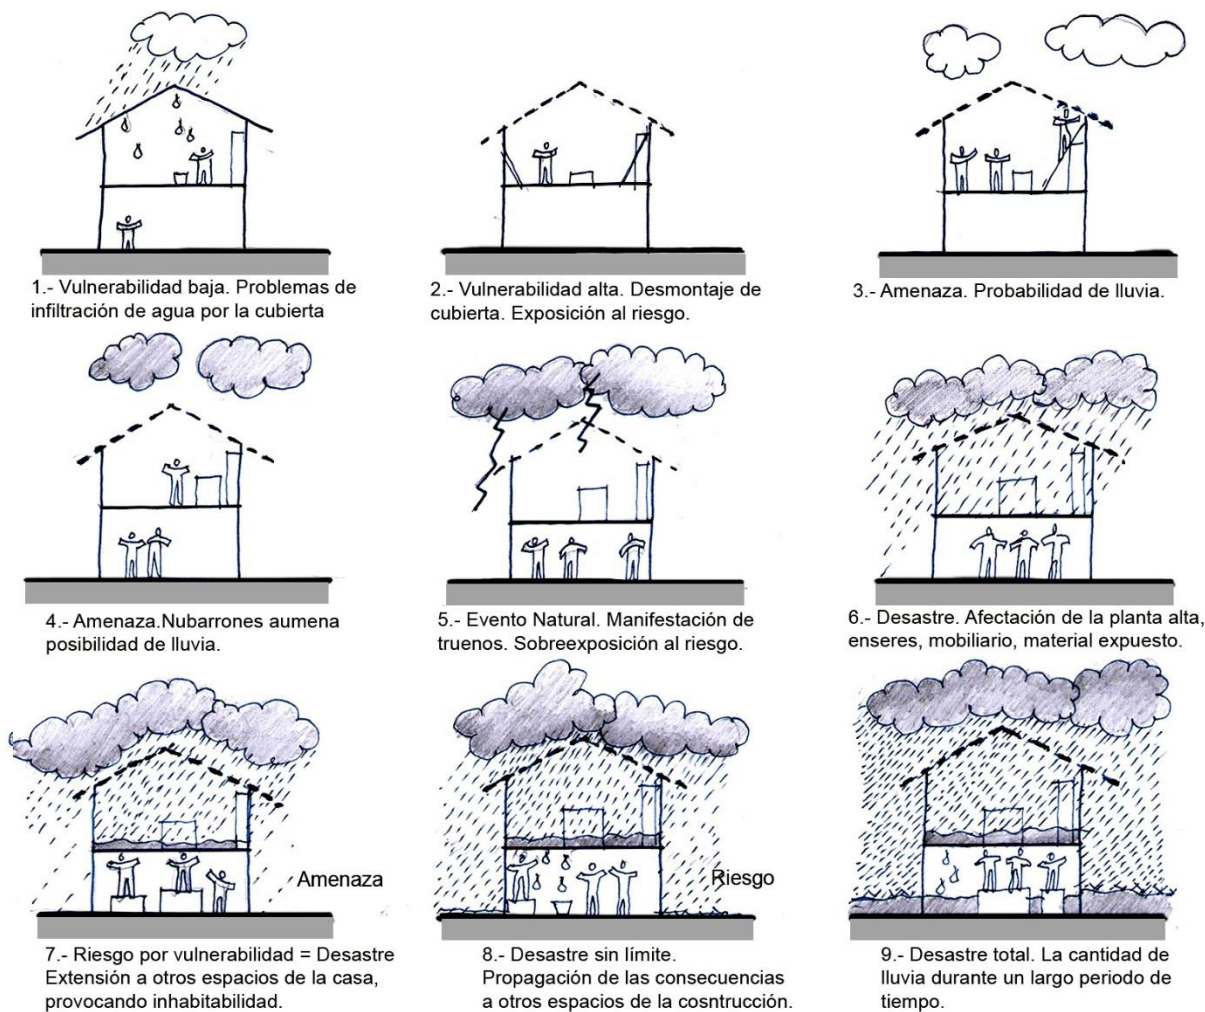 1.- Vulnerabilidad baja. Problemas de
infiltración de agua por la cubierta
2.- Vulnerabilidad alta. Desmontaje de
cubierta. Exposición al riesgo.
3.- Amenaza. Probabilidad de lluvia.
4.- Amenaza.Nubarrones aumena
posibilidad de lluvia.
5.- Evento Natural. Manifestación de
truenos. Sobreexposición al riesgo.
6.- Desastre. Afectación de la planta alta,
enseres, mobiliario, material expuesto.
Amenaza
7.- Riesgo por vulnerabilidad = Desastre
Extensión a otros espacios de la casa,
provocando inhabitabilidad.
Riesgo
8.- Desastre sin límite.
Propagación de las consecuencias
a otros espacios de la cosntrucción.
9.- Desastre total. La cantidad de
lluvia durante un largo periodo de
tiempo.